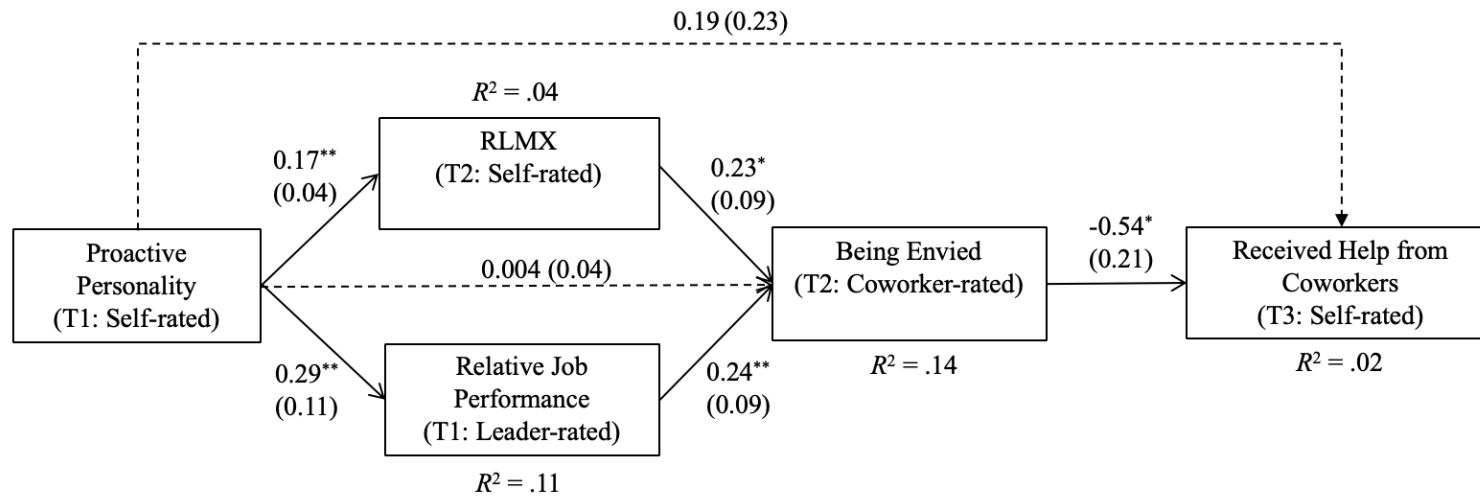 0.19 (0.23)
R² = .04
RLMX
(T2: Self-rated)
0.17**
(0.04)
0.23*
(0.09)
Proactive
Personality
(T1: Self-rated)
0.004 (0.04)
Being Envied
(T2: Coworker-rated)
R² = .14
-0.54*
(0.21)
Received Help from
Coworkers
(T3: Self-rated)
R² = .02
0.29**
(0.11)
Relative Job
Performance
(T1: Leader-rated)
R² = .11
0.24**
(0.09)